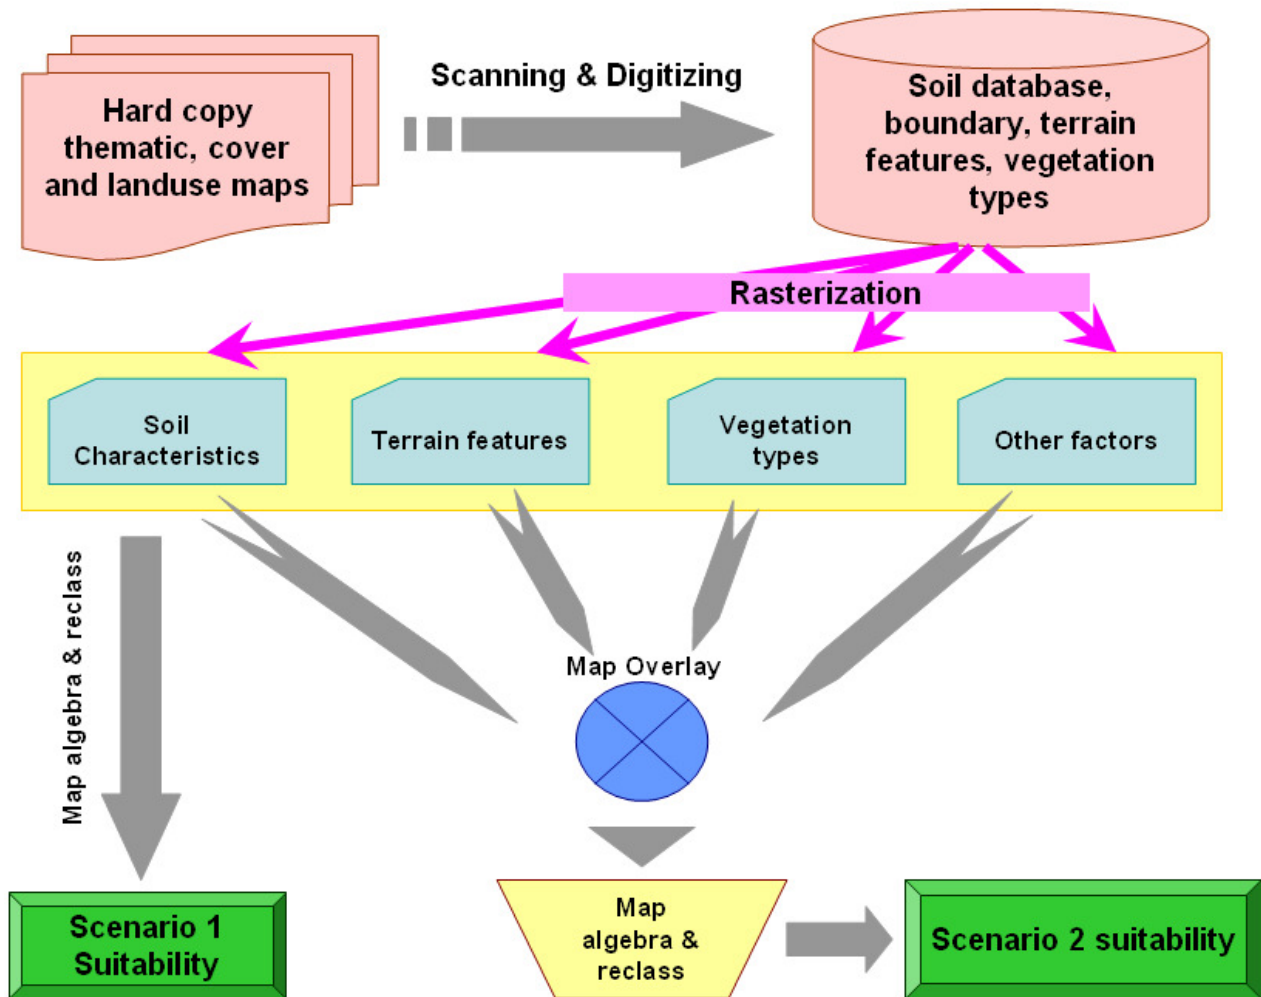 Hard copy
thematic, cover
and landuse maps
Scanning & Digitizing
Soil database,
boundary, terrain
features, vegetation
types
Rasterization
Soil
Characteristics
Terrain features
Vegetation
types
Other factors
Map algebra & reclass
Map Overlay
Scenario 1
Suitability
Map
algebra &
reclass
Scenario 2 suitability